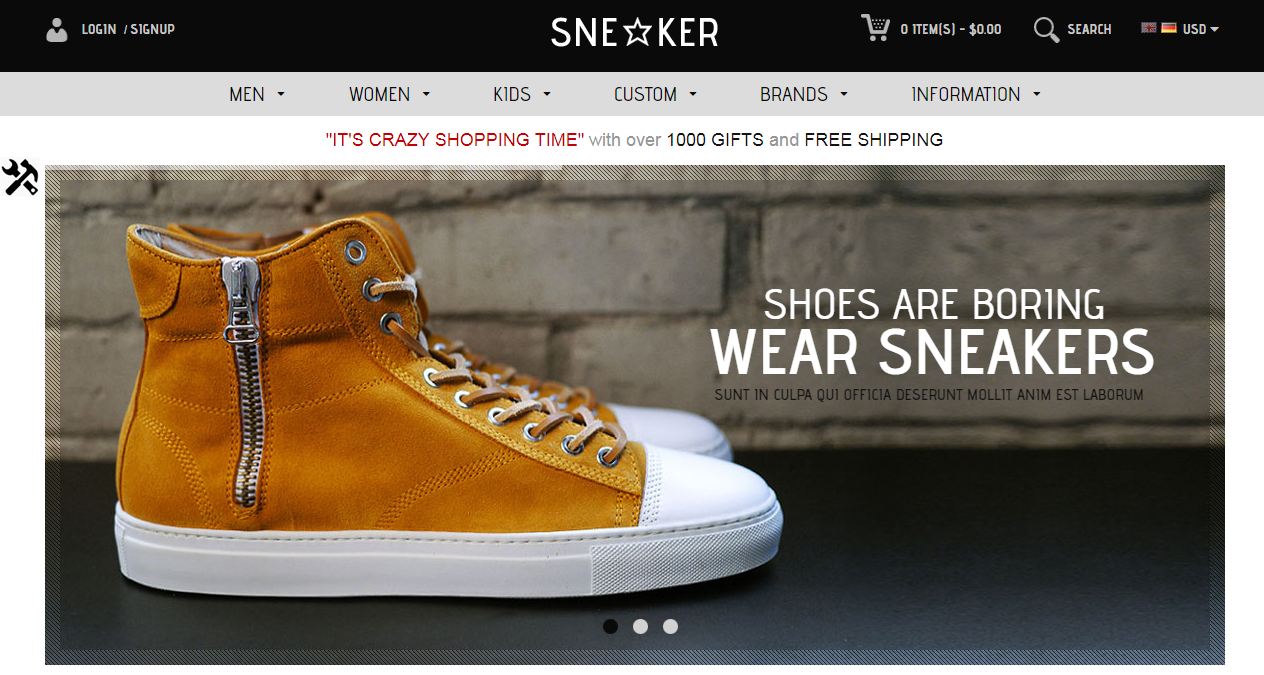 LOGIN / SIGNUP
SNE☆KER
0 ITEM(S) - $0.00
SEARCH
USD
MEN
WOMEN
KIDS
CUSTOM
BRANDS
INFORMATION
"IT'S CRAZY SHOPPING TIME" with over 1000 GIFTS and FREE SHIPPING
SHOES ARE BORING
WEAR SNEAKERS
SUNT IN CULPA QUI OFFICIA DESERUNT MOLLIT ANIM EST LABORUM